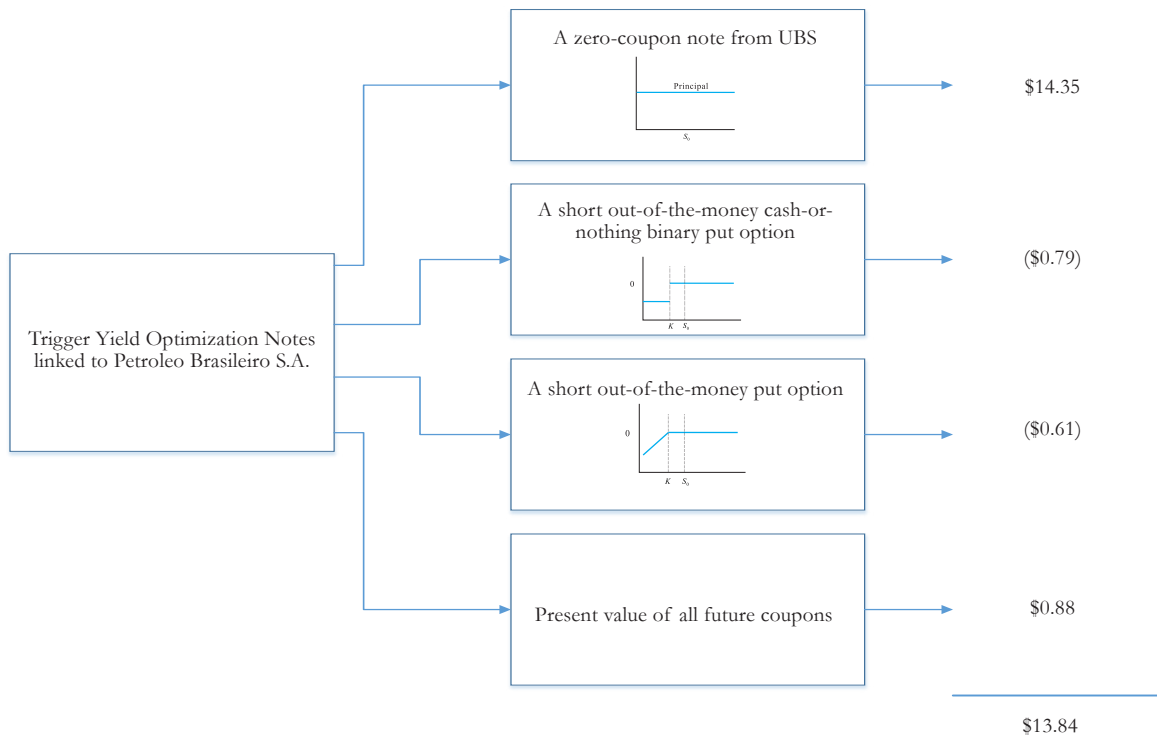 A zero-coupon note from UBS
Principal
S0
$14.35
A short out-of-the-money cash-or-
nothing binary put option
0
K S0
($0.79)
Trigger Yield Optimization Notes
linked to Petroleo Brasileiro S.A.
A short out-of-the-money put option
0
K S0
($0.61)
Present value of all future coupons
$0.88
$13.84